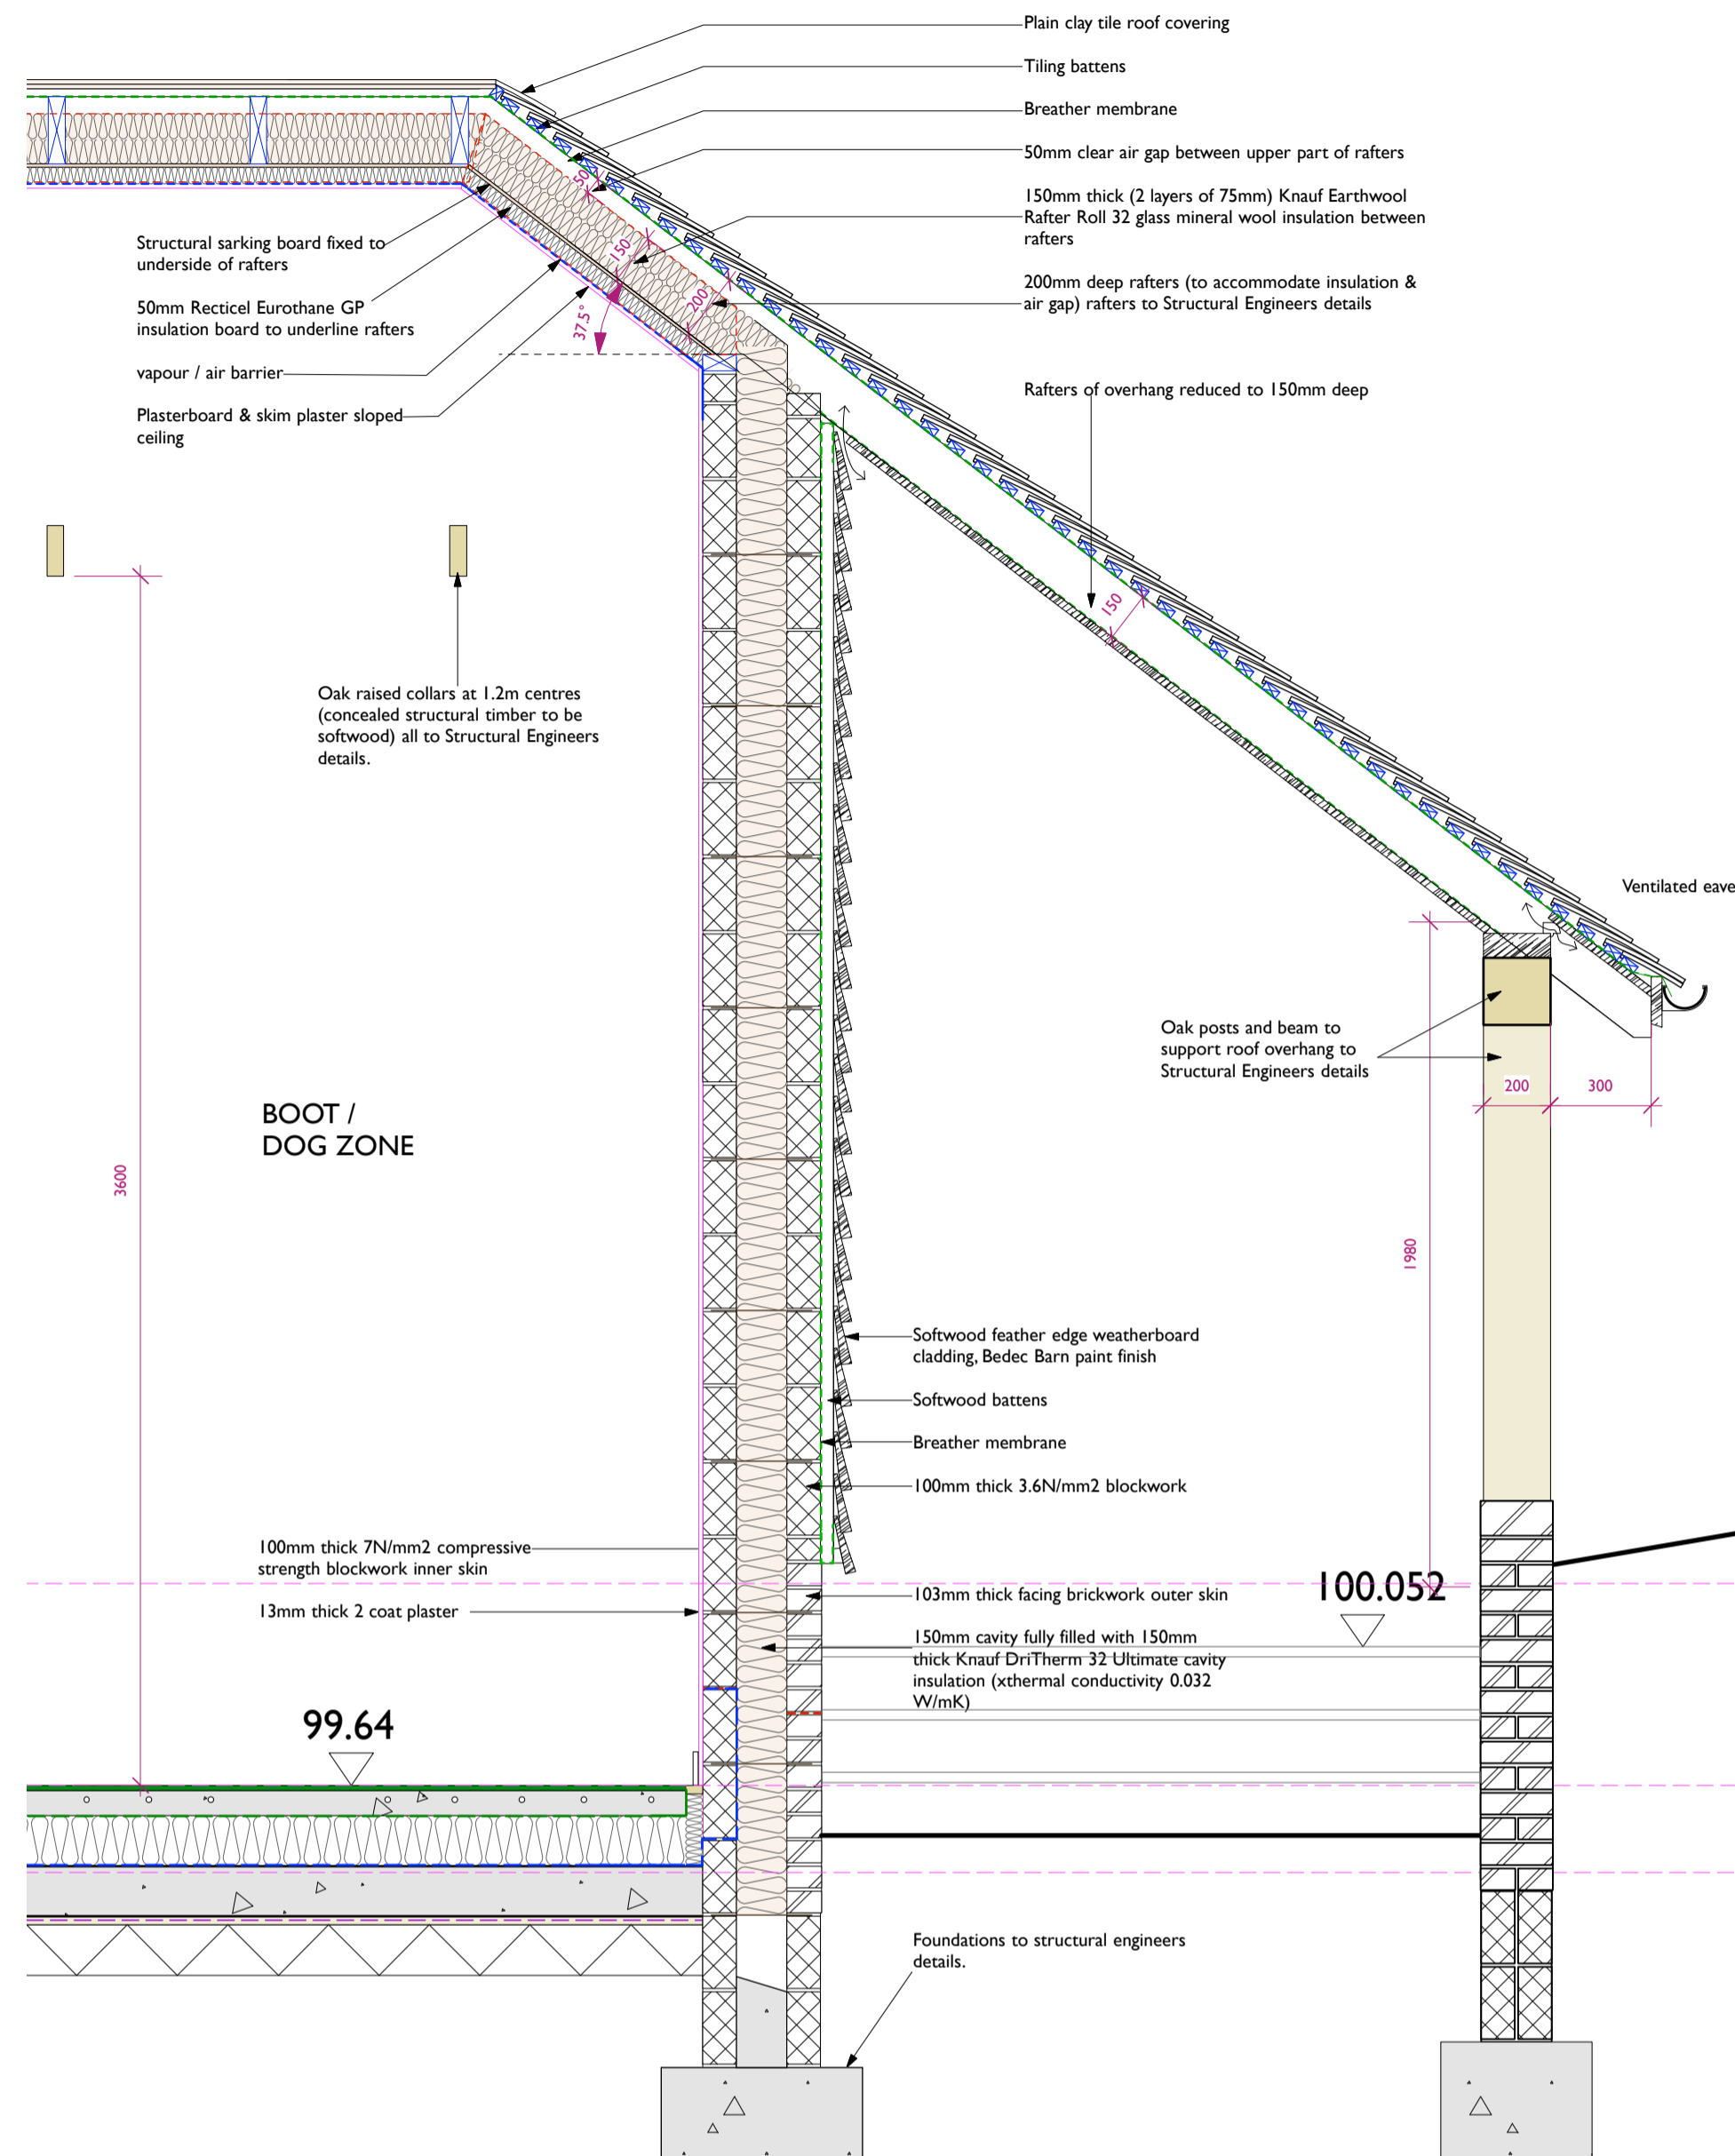 Plain clay tile roof covering
Tiling battens
Breather membrane
50mm clear air gap between upper part of rafters
150mm thick (2 layers of 75mm) Knauf Earthwool
Rafter Roll 32 glass mineral wool insulation between
rafters
200mm deep rafters (to accommodate insulation &
air gap) rafters to Structural Engineers details
Rafters of overhang reduced to 150mm deep
50
150
200
37.5°
150
Structural sarking board fixed to
underside of rafters
50mm Recticel Eurothane GP
insulation board to underline rafters
vapour / air barrier
Plasterboard & skim plaster sloped
ceiling
Oak raised collars at 1.2m centres
(concealed structural timber to be
softwood) all to Structural Engineers
details.
Ventilated eave
Oak posts and beam to
support roof overhang to
Structural Engineers details
200
300
BOOT /
DOG ZONE
3600
1980
Softwood feather edge weatherboard
cladding, Bedec Barn paint finish
Softwood battens
Breather membrane
100mm thick 3.6N/mm2 blockwork
100mm thick 7N/mm2 compressive
strength blockwork inner skin
13mm thick 2 coat plaster
103mm thick facing brickwork outer skin
100.052
150mm cavity fully filled with 150mm
thick Knauf DriTherm 32 Ultimate cavity
insulation (xthermal conductivity 0.032
W/mK)
99.64
Foundations to structural engineers
details.